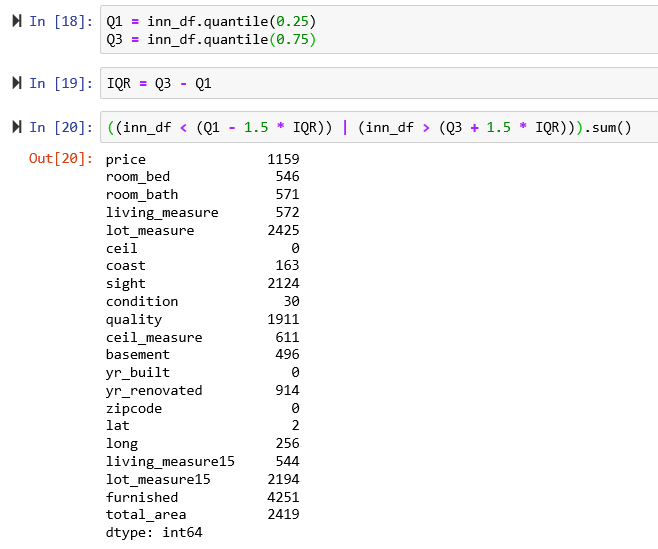 In [18]: Q1 = inn_df.quantile(0.25)
Q3 = inn_df.quantile(0.75)
In [19]: IQR = Q3 - Q1
In [20]: ((inn_df < (Q1 - 1.5 * IQR)) | (inn_df > (Q3 + 1.5 * IQR))).sum()
Out[20]: price 1159
room_bed 546
room_bath 571
living_measure 572
lot_measure 2425
ceil 0
coast 163
sight 2124
condition 30
quality 1911
ceil_measure 611
basement 496
yr_built 0
yr_renovated 914
zipcode 0
lat 2
long 256
living_measure15 544
lot_measure15 2194
furnished 4251
total_area 2419
dtype: int64